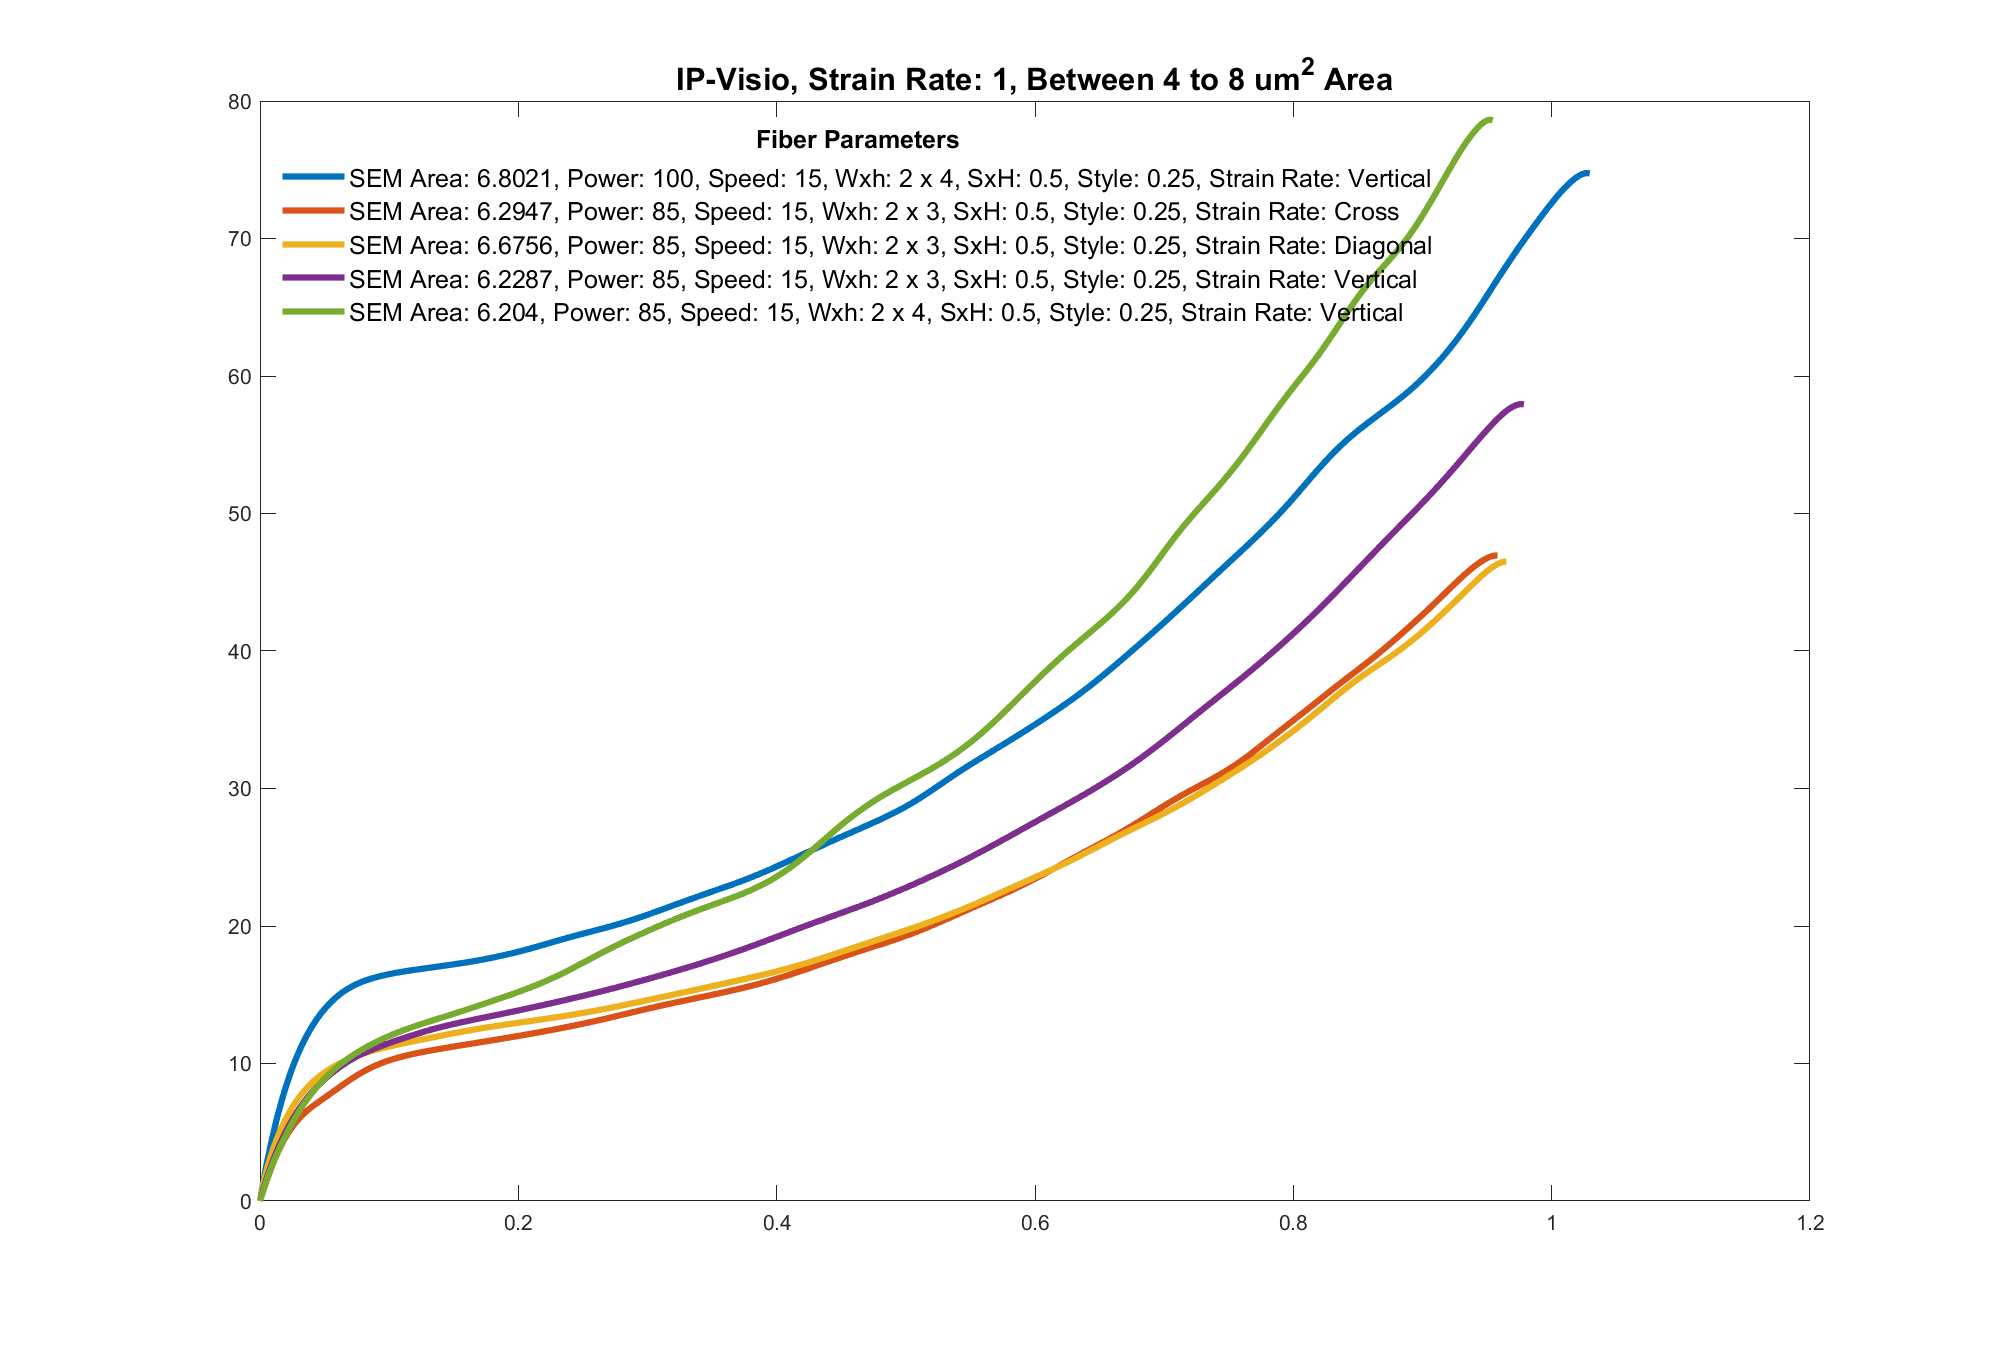 IP-Visio, Strain Rate: 1, Between 4 to 8 um² Area
80
70
60
50
40
30
20
10
0
Fiber Parameters
SEM Area: 6.8021, Power: 100, Speed: 15, Wxh: 2 x 4, SxH: 0.5, Style: 0.25, Strain Rate: Vertical
SEM Area: 6.2947, Power: 85, Speed: 15, Wxh: 2 x 3, SxH: 0.5, Style: 0.25, Strain Rate: Cross
SEM Area: 6.6756, Power: 85, Speed: 15, Wxh: 2 x 3, SxH: 0.5, Style: 0.25, Strain Rate: Diagonal
SEM Area: 6.2287, Power: 85, Speed: 15, Wxh: 2 x 3, SxH: 0.5, Style: 0.25, Strain Rate: Vertical
SEM Area: 6.204, Power: 85, Speed: 15, Wxh: 2 x 4, SxH: 0.5, Style: 0.25, Strain Rate: Vertical
0 0.2 0.4 0.6 0.8 1 1.2